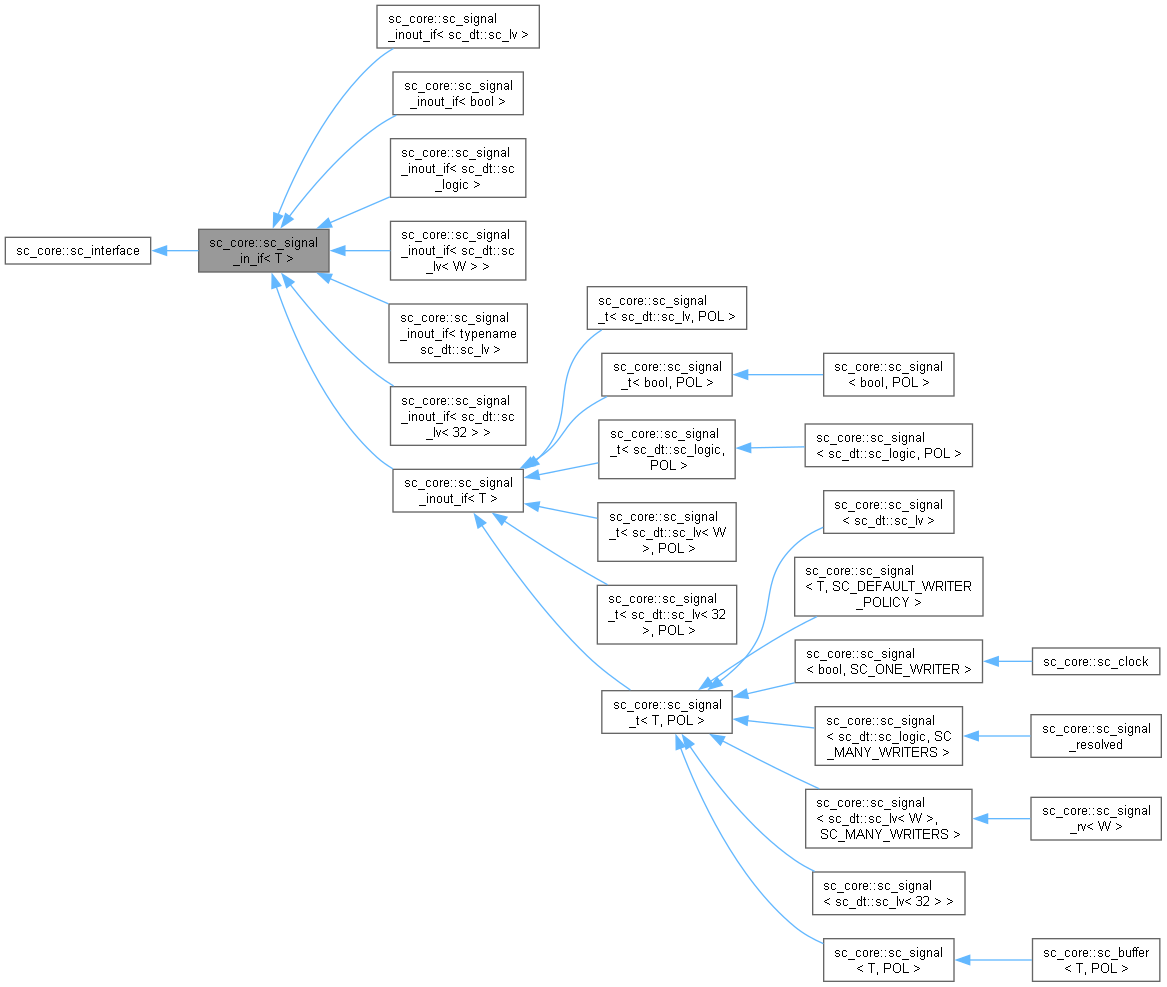 sc_core::sc_signal
_inout_if< sc_dt::sc_lv >
sc_core::sc_signal
_inout_if< bool >
sc_core::sc_signal
_inout_if< sc_dt::sc
_logic >
sc_core::sc_interface
sc_core::sc_signal
_in_if< T >
sc_core::sc_signal
_inout_if< sc_dt::sc
_lv< W > >
sc_core::sc_signal
_inout_if< typename
sc_dt::sc_lv >
sc_core::sc_signal
_inout_if< sc_dt::sc
_lv< 32 > >
sc_core::sc_signal
_inout_if< T >
sc_core::sc_signal
_t< sc_dt::sc_lv, POL >
sc_core::sc_signal
_t< bool, POL >
sc_core::sc_signal
_t< sc_dt::sc_logic,
POL >
sc_core::sc_signal
_t< sc_dt::sc_lv< W
>, POL >
sc_core::sc_signal
_t< sc_dt::sc_lv< 32
>, POL >
sc_core::sc_signal
_t< T, POL >
sc_core::sc_signal
< bool, POL >
sc_core::sc_signal
< sc_dt::sc_logic, POL >
sc_core::sc_signal
< sc_dt::sc_lv >
sc_core::sc_signal
< T, SC_DEFAULT_WRITER
_POLICY >
sc_core::sc_signal
< bool, SC_ONE_WRITER >
sc_core::sc_signal
< sc_dt::sc_logic, SC
_MANY_WRITERS >
sc_core::sc_signal
< sc_dt::sc_lv< W >,
SC_MANY_WRITERS >
sc_core::sc_signal
< sc_dt::sc_lv< 32 > >
sc_core::sc_signal
< T, POL >
sc_core::sc_clock
sc_core::sc_signal
_resolved
sc_core::sc_signal
_rv< W >
sc_core::sc_buffer
< T, POL >